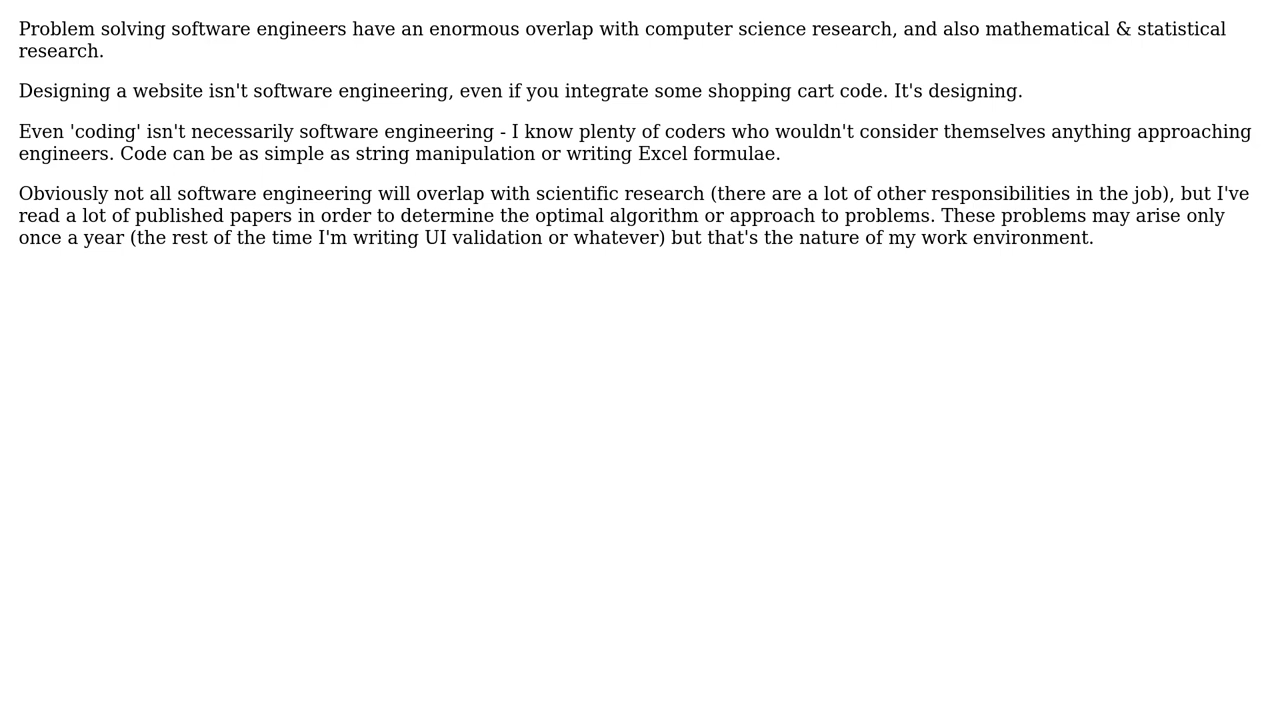 Problem solving software engineers have an enormous overlap with computer science research, and also mathematical & statistical
research.
Designing a website isn't software engineering, even if you integrate some shopping cart code. It's designing.
Even 'coding' isn't necessarily software engineering - I know plenty of coders who wouldn't consider themselves anything approaching
engineers. Code can be as simple as string manipulation or writing Excel formulae.
Obviously not all software engineering will overlap with scientific research (there are a lot of other responsibilities in the job), but I've
read a lot of published papers in order to determine the optimal algorithm or approach to problems. These problems may arise only
once a year (the rest of the time I'm writing UI validation or whatever) but that's the nature of my work environment.